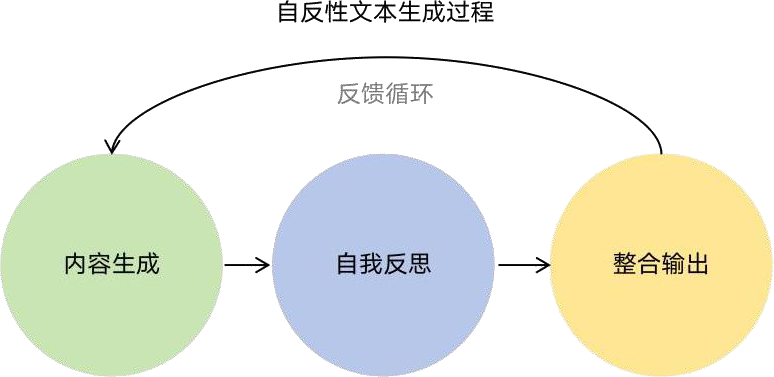 自反性文本生成过程
反馈循环
内容生成
自我反思
整合输出